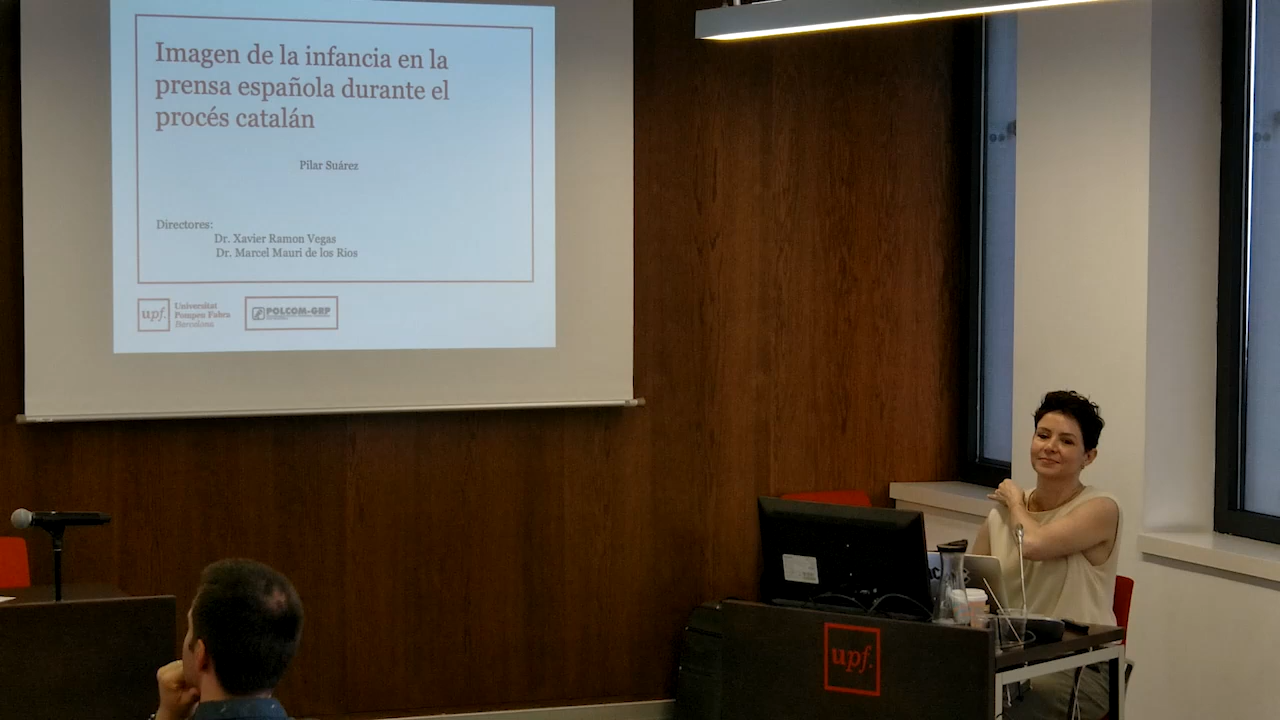 Imagen de la infancia en la
prensa española durante el
procés catalán
Pilar Suárez
Directores:
Dr. Xavier Ramon Vegas
Dr. Marcel Mauri de los Rios
upf.
Universitat
Pompeu Fabra
Barcelona
POLCOM-GRP
upf.